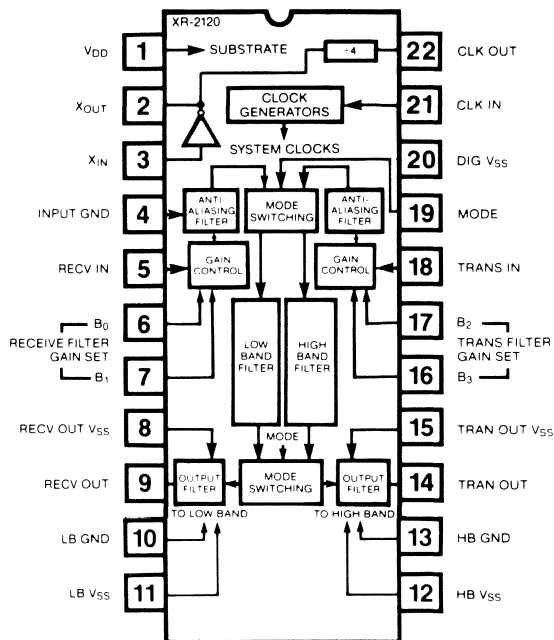 XR-2120
VDD 1 SUBSTRATE ÷4 22 CLK OUT
XOUT 2 CLOCK GENERATORS 21 CLK IN
SYSTEM CLOCKS
XIN 3 20 DIG VSS
INPUT GND 4 ANTI-ALIASING FILTER MODE SWITCHING ANTI-ALIASING FILTER 19 MODE
RECV IN 5 GAIN CONTROL GAIN CONTROL 18 TRANS IN
B0 6 17 B2
RECEIVE FILTER GAIN SET LOW BAND FILTER HIGH BAND FILTER TRANS FILTER GAIN SET
B1 7 16 B3
RECV OUT VSS 8 15 TRAN OUT VSS
MODE
RECV OUT 9 OUTPUT FILTER MODE SWITCHING OUTPUT FILTER 14 TRAN OUT
TO LOW BAND TO HIGH BAND
LB GND 10 13 HB GND
LB VSS 11 12 HB VSS